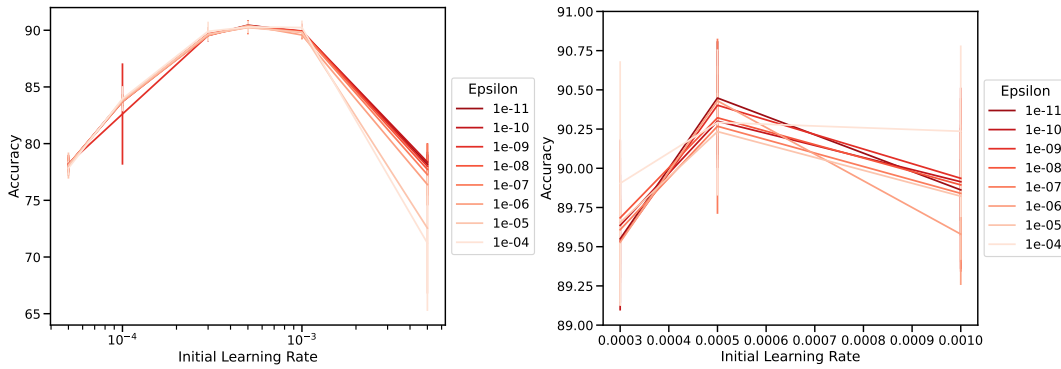 90
85
80
75
70
65
Accuracy
10⁻⁴
10⁻³
Initial Learning Rate
Epsilon
1e-11
1e-10
1e-09
1e-08
1e-07
1e-06
1e-05
1e-04
91.00
90.75
90.50
90.25
90.00
89.75
89.50
89.25
89.00
Accuracy
0.0003 0.0004 0.0005 0.0006 0.0007 0.0008 0.0009 0.0010
Initial Learning Rate
Epsilon
1e-11
1e-10
1e-09
1e-08
1e-07
1e-06
1e-05
1e-04